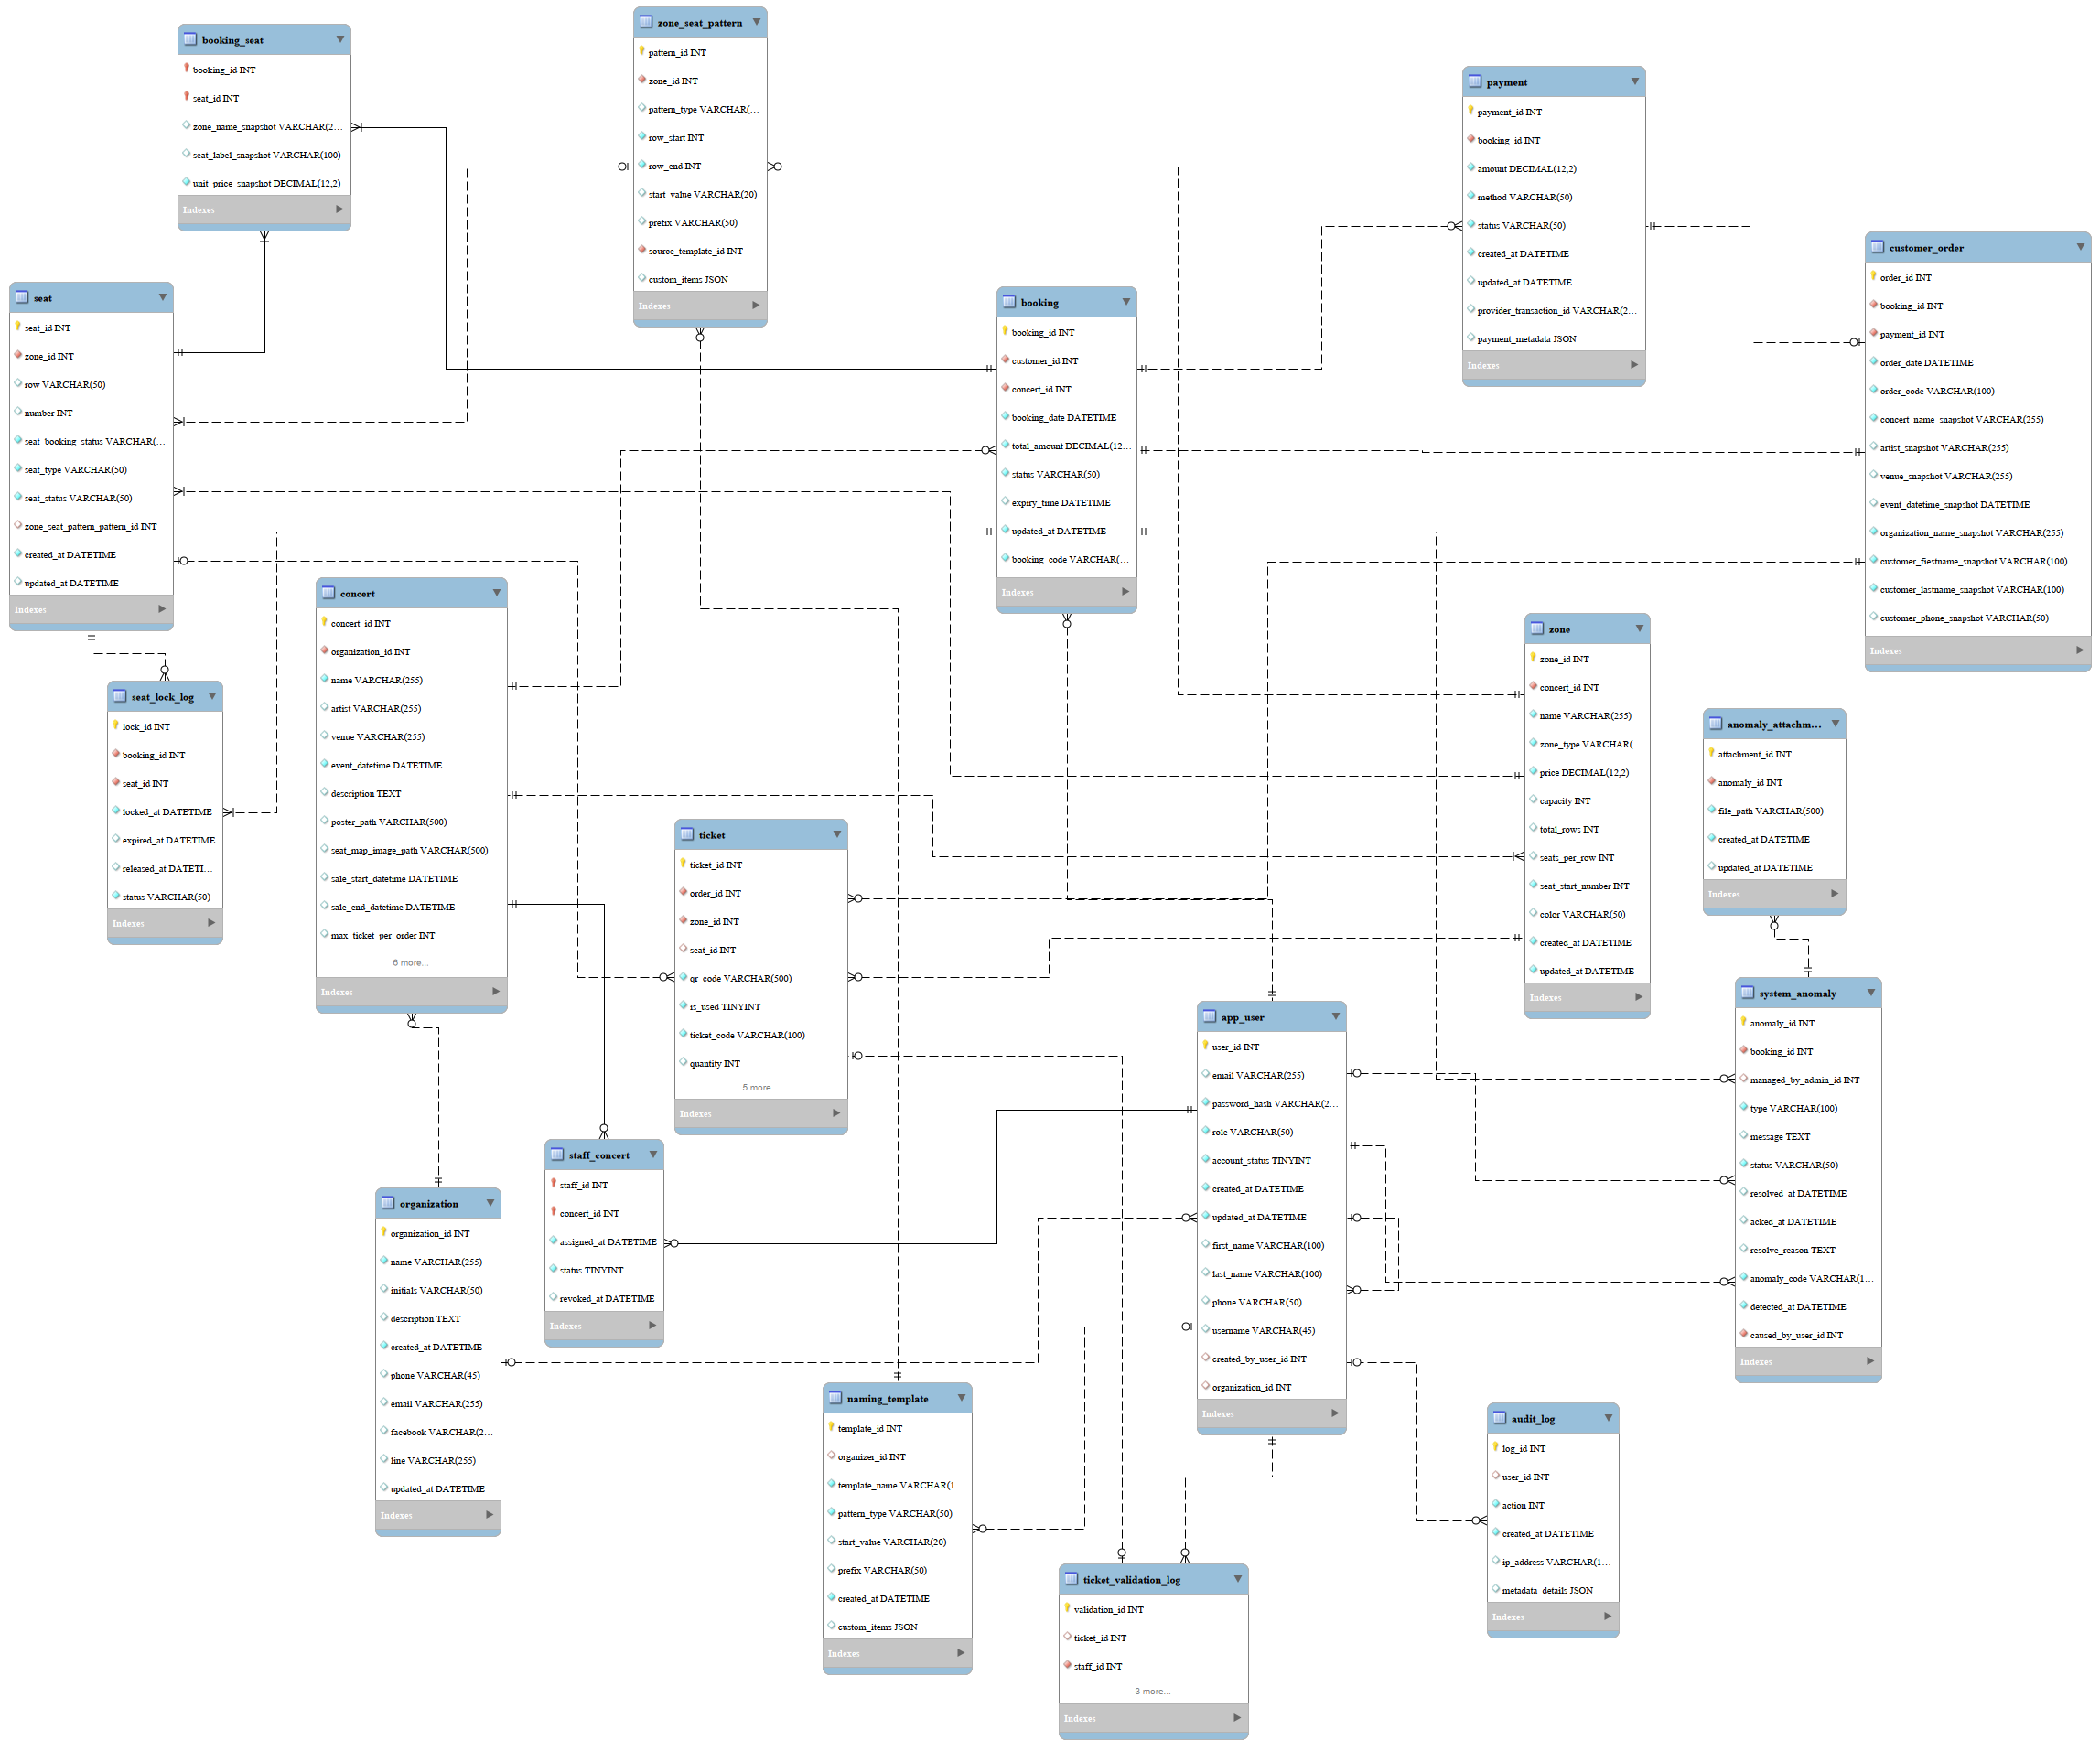 booking_seat
booking_id INT
seat_id INT
zone_name_snapshot VARCHAR(2...
seat_label_snapshot VARCHAR(100)
unit_price_snapshot DECIMAL(12,2)
Indexes
zone_seat_pattern
pattern_id INT
zone_id INT
pattern_type VARCHAR(...
row_start INT
row_end INT
start_value VARCHAR(20)
prefix VARCHAR(50)
source_template_id INT
custom_items JSON
Indexes
payment
payment_id INT
booking_id INT
amount DECIMAL(12,2)
method VARCHAR(50)
status VARCHAR(50)
created_at DATETIME
updated_at DATETIME
provider_transaction_id VARCHAR(2...
payment_metadata JSON
Indexes
customer_order
order_id INT
booking_id INT
payment_id INT
order_date DATETIME
order_code VARCHAR(100)
concert_name_snapshot VARCHAR(255)
artist_snapshot VARCHAR(255)
venue_snapshot VARCHAR(255)
event_datetime_snapshot DATETIME
organization_name_snapshot VARCHAR(255)
customer_fiestname_snapshot VARCHAR(100)
customer_lastname_snapshot VARCHAR(100)
customer_phone_snapshot VARCHAR(50)
Indexes
seat
seat_id INT
zone_id INT
row VARCHAR(50)
number INT
seat_booking_status VARCHAR(...
seat_type VARCHAR(50)
seat_status VARCHAR(50)
zone_seat_pattern_pattern_id INT
created_at DATETIME
updated_at DATETIME
Indexes
booking
booking_id INT
customer_id INT
concert_id INT
booking_date DATETIME
total_amount DECIMAL(12...
status VARCHAR(50)
expiry_time DATETIME
updated_at DATETIME
booking_code VARCHAR(...
Indexes
concert
concert_id INT
organization_id INT
name VARCHAR(255)
artist VARCHAR(255)
venue VARCHAR(255)
event_datetime DATETIME
description TEXT
poster_path VARCHAR(500)
seat_map_image_path VARCHAR(500)
sale_start_datetime DATETIME
sale_end_datetime DATETIME
max_ticket_per_order INT
6 more...
Indexes
zone
zone_id INT
concert_id INT
name VARCHAR(255)
zone_type VARCHAR(...
price DECIMAL(12,2)
capacity INT
total_rows INT
seats_per_row INT
seat_start_number INT
color VARCHAR(50)
created_at DATETIME
updated_at DATETIME
Indexes
seat_lock_log
lock_id INT
booking_id INT
seat_id INT
locked_at DATETIME
expired_at DATETIME
released_at DATETI...
status VARCHAR(50)
Indexes
anomaly_attachm...
attachment_id INT
anomaly_id INT
file_path VARCHAR(500)
created_at DATETIME
updated_at DATETIME
Indexes
ticket
ticket_id INT
order_id INT
zone_id INT
seat_id INT
qr_code VARCHAR(500)
is_used TINYINT
ticket_code VARCHAR(100)
quantity INT
5 more...
Indexes
system_anomaly
anomaly_id INT
booking_id INT
managed_by_admin_id INT
type VARCHAR(100)
message TEXT
status VARCHAR(50)
resolved_at DATETIME
acked_at DATETIME
resolve_reason TEXT
anomaly_code VARCHAR(1...
detected_at DATETIME
caused_by_user_id INT
Indexes
app_user
user_id INT
email VARCHAR(255)
password_hash VARCHAR(2...
role VARCHAR(50)
account_status TINYINT
created_at DATETIME
updated_at DATETIME
first_name VARCHAR(100)
last_name VARCHAR(100)
phone VARCHAR(50)
username VARCHAR(45)
created_by_user_id INT
organization_id INT
Indexes
staff_concert
staff_id INT
concert_id INT
assigned_at DATETIME
status TINYINT
revoked_at DATETIME
Indexes
organization
organization_id INT
name VARCHAR(255)
initials VARCHAR(50)
description TEXT
created_at DATETIME
phone VARCHAR(45)
email VARCHAR(255)
facebook VARCHAR(2...
line VARCHAR(255)
updated_at DATETIME
Indexes
naming_template
template_id INT
organizer_id INT
template_name VARCHAR(1...
pattern_type VARCHAR(50)
start_value VARCHAR(20)
prefix VARCHAR(50)
created_at DATETIME
custom_items JSON
Indexes
audit_log
log_id INT
user_id INT
action INT
created_at DATETIME
ip_address VARCHAR(1...
metadata_details JSON
Indexes
ticket_validation_log
validation_id INT
ticket_id INT
staff_id INT
3 more...
Indexes